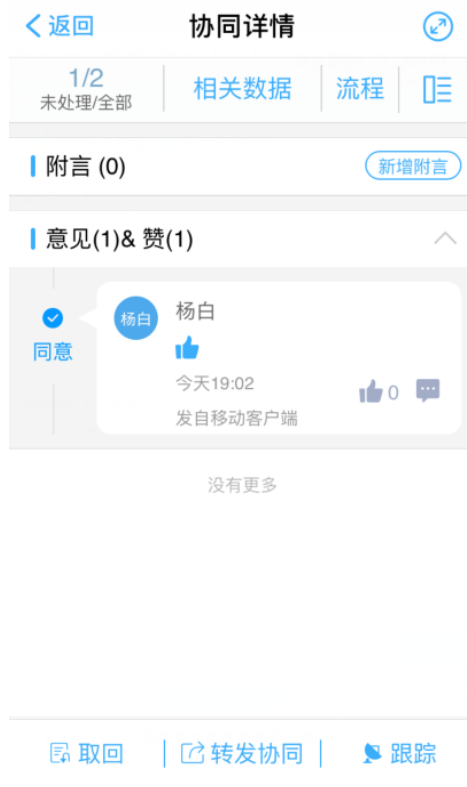 返回
协同详情
1/2
未处理/全部
相关数据
流程
附言 (0)
新增附言
意见(1)& 赞(1)
同意
杨白
杨白
今天19:02
0
发自移动客户端
没有更多
取回
转发协同
跟踪